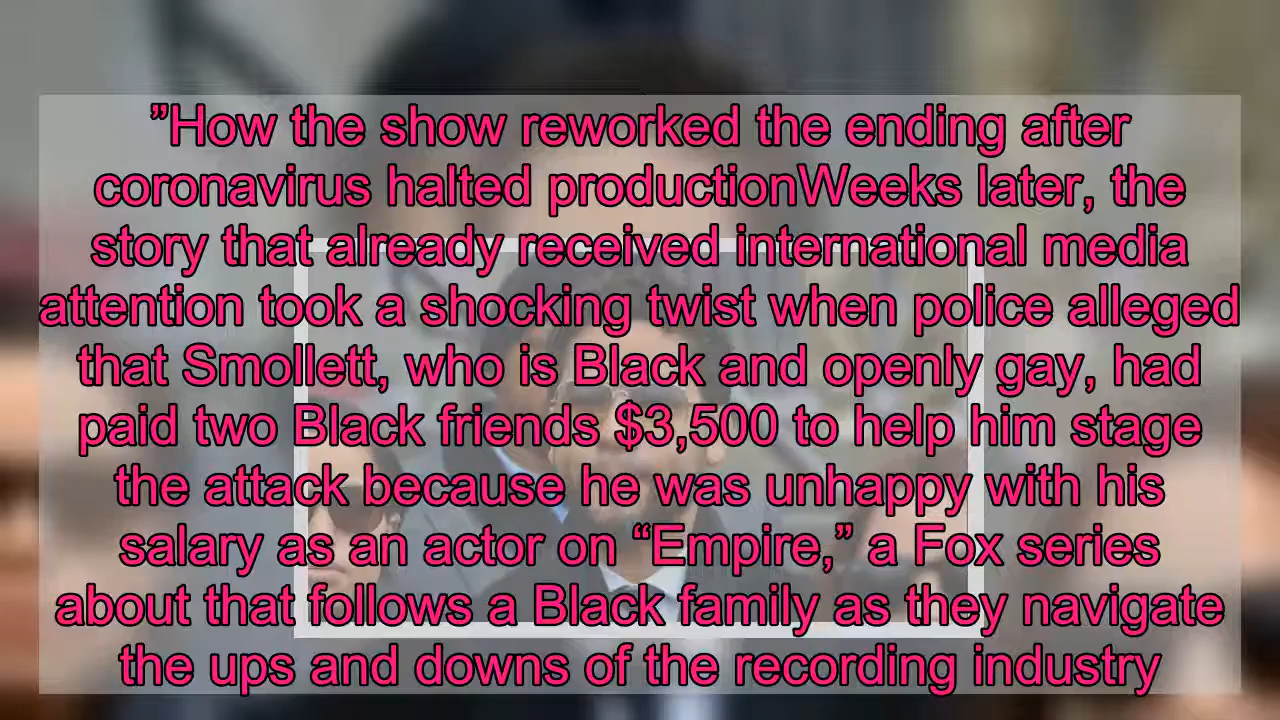 ”How the show reworked the ending after
coronavirus halted productionWeeks later, the
story that already received international media
attention took a shocking twist when police alleged
that Smollett, who is Black and openly gay, had
paid two Black friends $3,500 to help him stage
the attack because he was unhappy with his
salary as an actor on “Empire,” a Fox series
about that follows a Black family as they navigate
the ups and downs of the recording industry